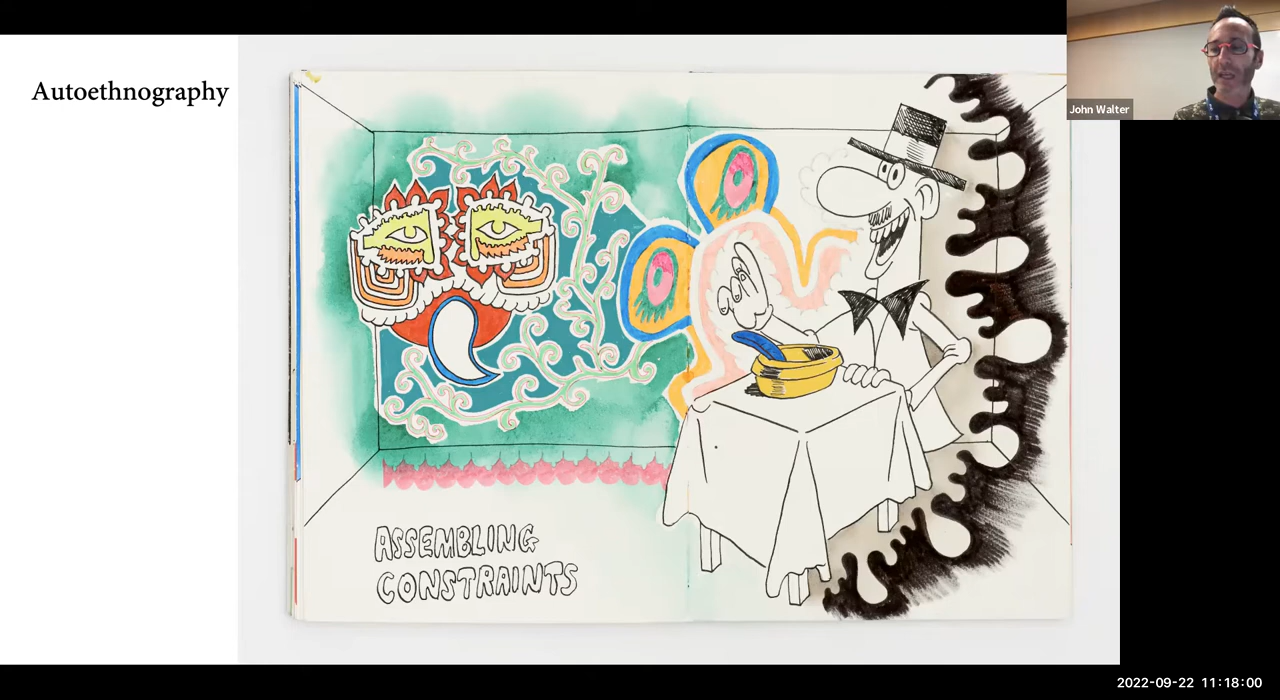 Autoethnography
John Walter
ASSEMBLING
CONSTRAINTS
2022-09-22 11:18:00